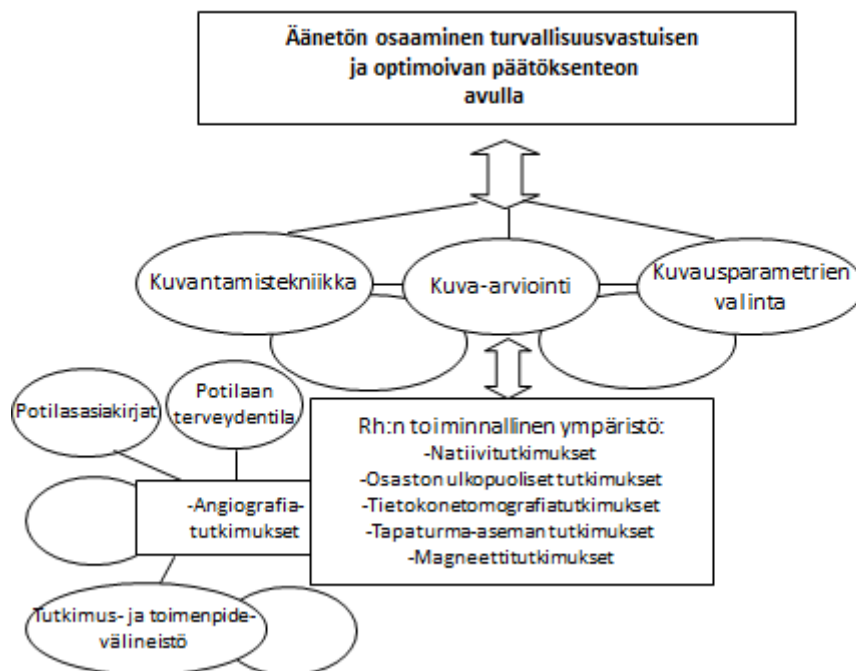 Äänetön osaaminen turvallisuusvastuisen
ja optimoivan päätöksenteon
avulla
Kuvantamistekniikka
Kuva-arviointi
Kuvausparametrien
valinta
Potilasasiakirjat
Potilaan
terveydentila
Rh:n toiminnallinen ympäristö:
-Natiivitutkimukset
-Osaston ulkopuoliset tutkimukset
-Tietokonetomografiatutkimukset
-Tapaturma-aseman tutkimukset
-Magneettitutkimukset
-Angiografia-
tutkimukset
Tutkimus- ja toimenpide-
välineistö